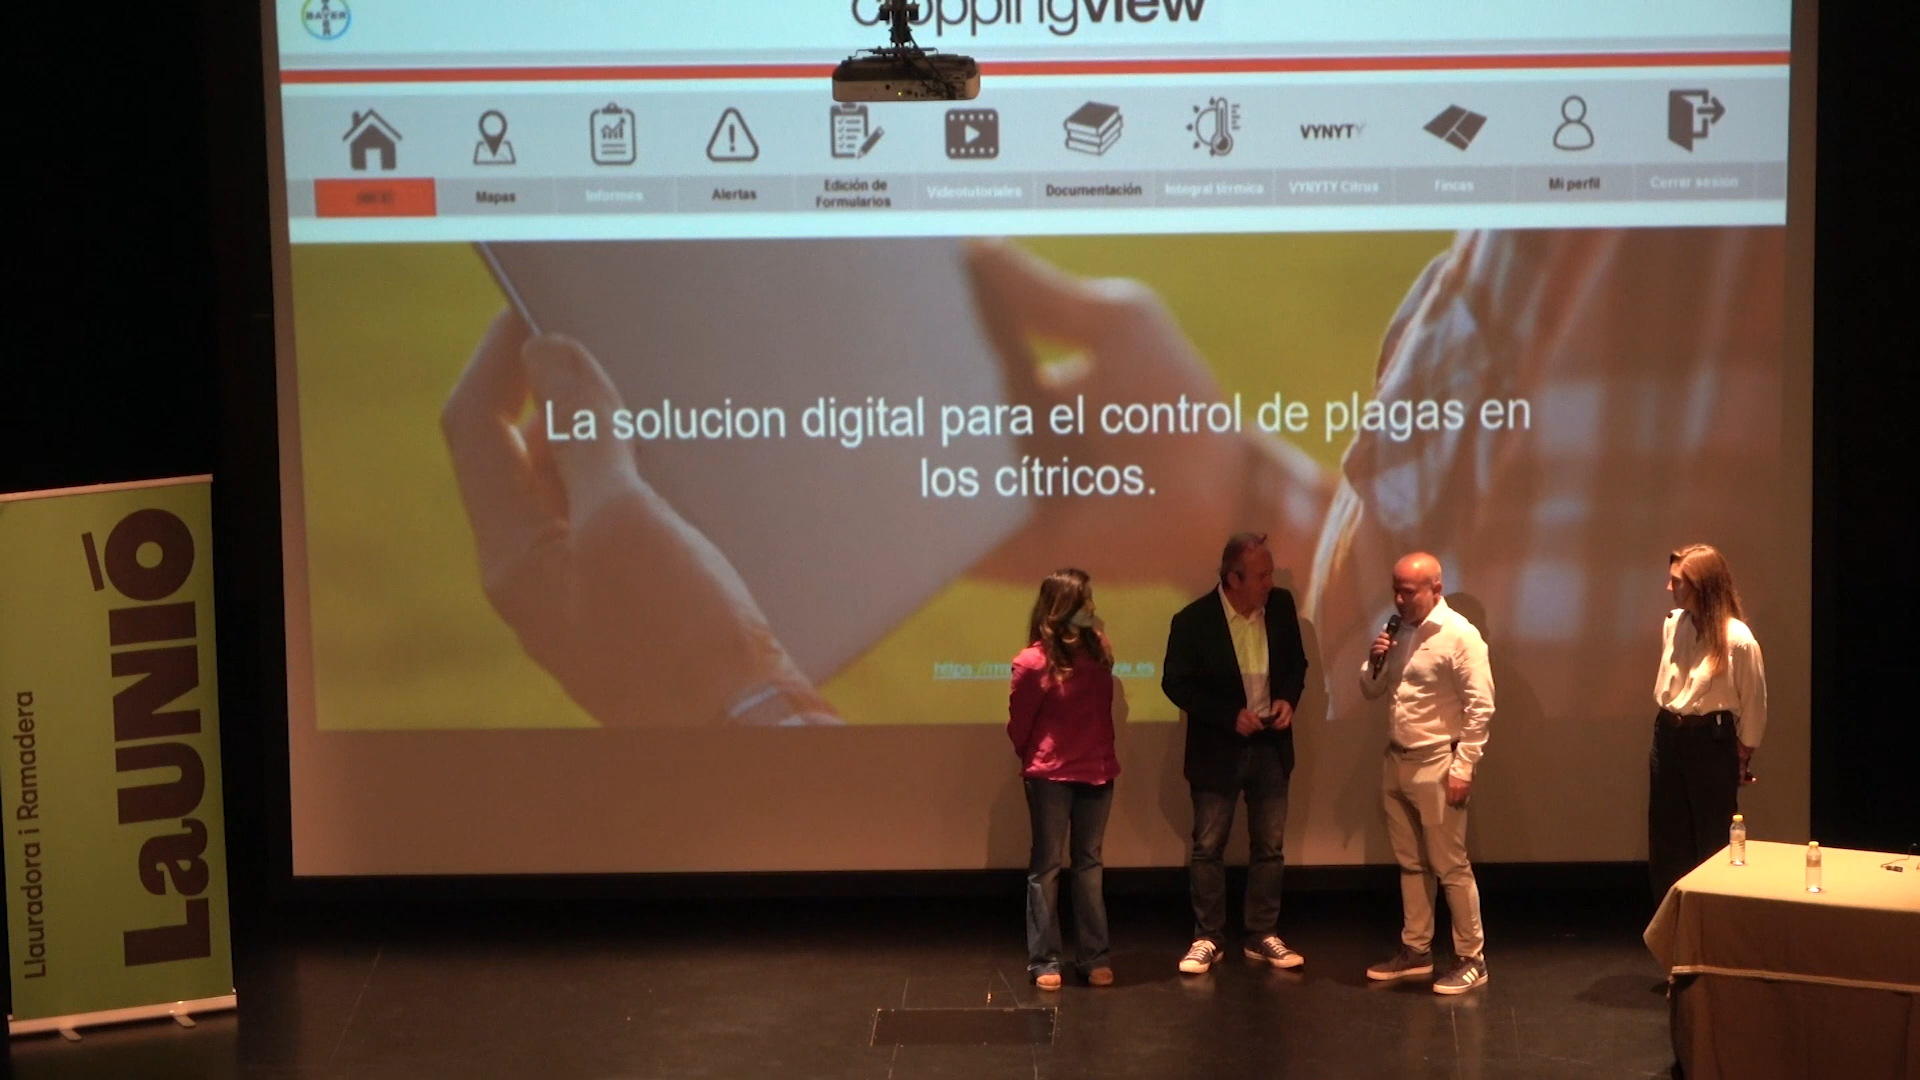 BAYER
croppingview
VYNYTY
Mapas
Informes
Alertas
Edición de
Formularios
Videotutoriales
Documentación
Integral térmica
VYNYTY Citrus
Fincas
Mi perfil
Cerrar sesión
La solucion digital para el control de plagas en
los cítricos.
LaUNIÓ
Llauradora i Ramadera